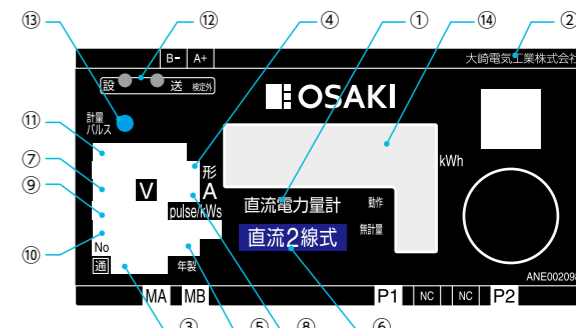 ⑬ ⑫ ④ ① ⑭ ②
B− A+
大崎電気工業株式会社
設 送 検定外
OSAKI
計量
パルス
⑪
⑦
⑨
⑩
形
V A
pulse/kWs
kWh
直流電力量計 動作
直流2線式 無計量
No
通 年製
ANE002098
MA MB P1 NC NC P2
③ ⑤ ⑧ ⑥